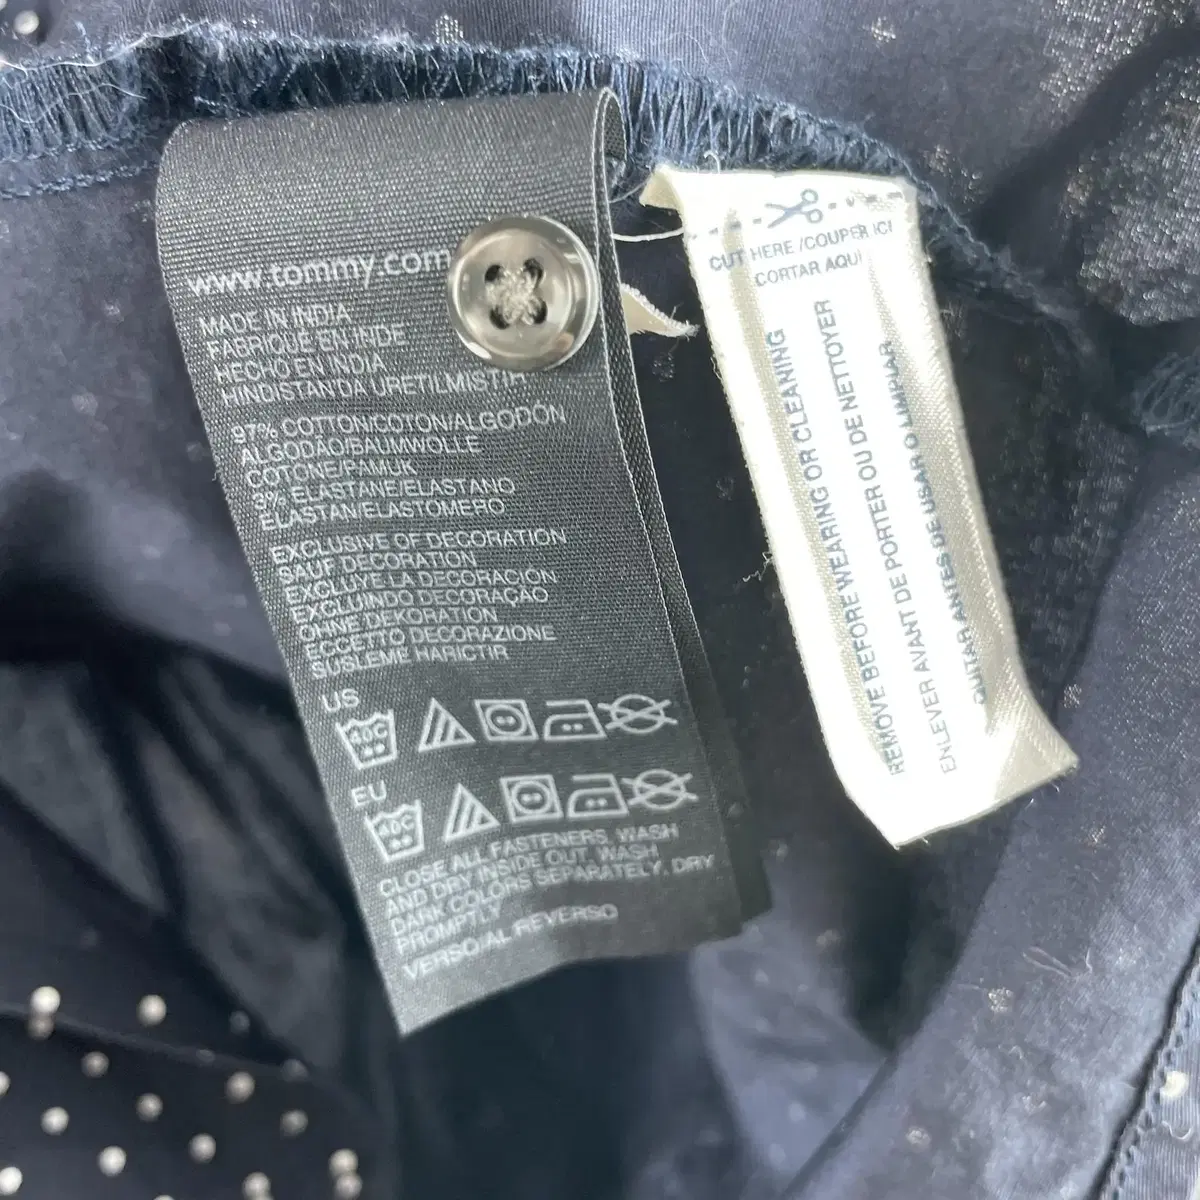 www.tommy.com
MADE IN INDIA
FABRIQUE EN INDE
HECHO EN INDIA
HINDISTAN'DA URETILMISTIR
97% COTTON/COTON/ALGODÓN
ALGODÃO/BAUMWOLLE
COTONE/PAMUK
3% ELASTANE/ELASTANO
ELASTAN/ELASTOMERO
EXCLUSIVE OF DECORATION
SAUF DECORATION
EXCLUYE LA DECORACIÓN
EXCLUINDO DECORAÇÃO
OHNE DEKORATION
ECCETTO DECORAZIONE
SUSLEME HARICTIR
US
40C
EU
40C
CLOSE ALL FASTENERS, WASH
AND DRY INSIDE OUT, WASH
DARK COLORS SEPARATELY, DRY
PROMPTLY
VERSO/AL REVERSO
CUT HERE /COUPER ICI
CORTAR AQUI
REMOVE BEFORE WEARING OR CLEANING
ENLEVER AVANT DE PORTER OU DE NETTOYER
QUITAR ANTES DE USAR O LIMPIAR